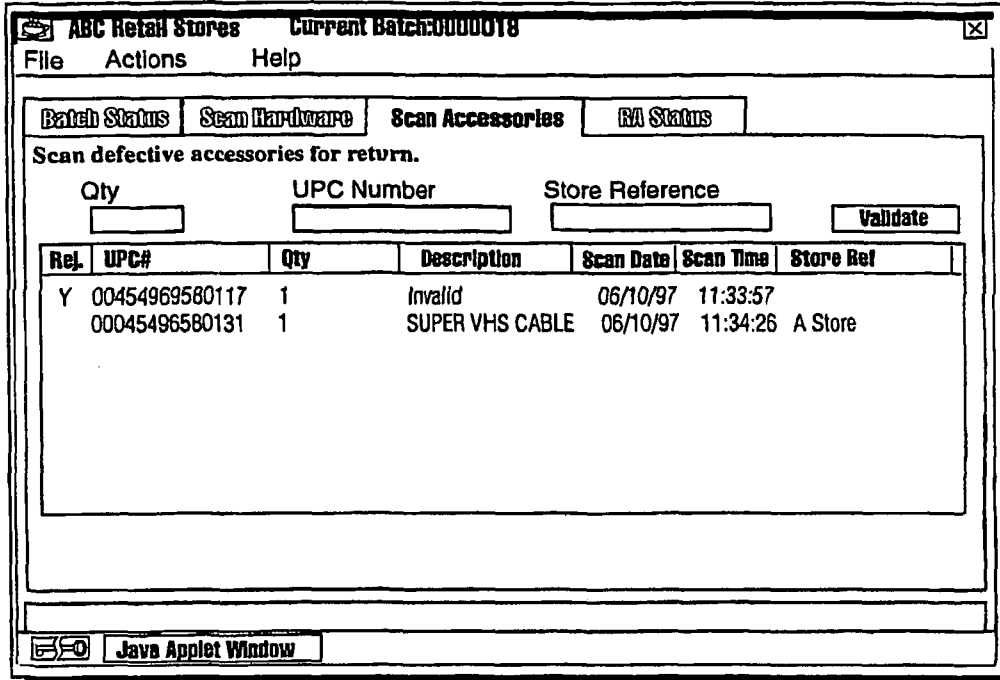 ABC Retail Stores Current Batch:0000018
File Actions Help
Batch Status Scan Hardware Scan Accessories RA Status
Scan defective accessories for return.
Qty UPC Number Store Reference
Validate
Rej. UPC# Qty Description Scan Date Scan Time Store Ref
Y 00454969580117 1 Invalid 06/10/97 11:33:57
00045496580131 1 SUPER VHS CABLE 06/10/97 11:34:26 A Store
Java Applet Window